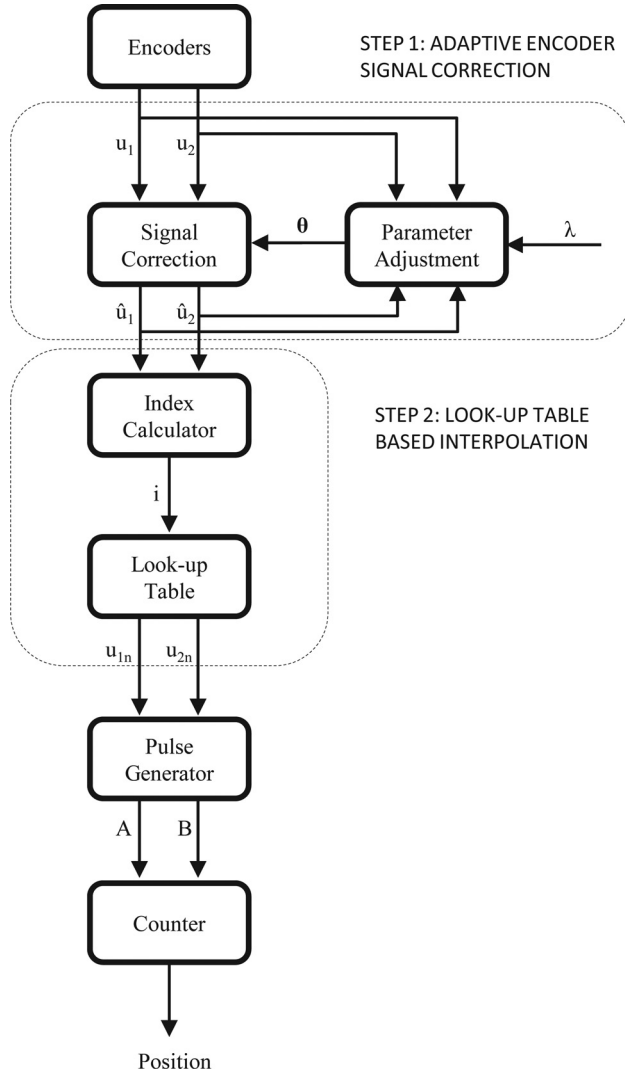 Encoders
STEP 1: ADAPTIVE ENCODER
SIGNAL CORRECTION
u₁
u₂
Signal
Correction
θ
Parameter
Adjustment
λ
û₁
û₂
Index
Calculator
STEP 2: LOOK-UP TABLE
BASED INTERPOLATION
i
Look-up
Table
u₁ₙ
u₂ₙ
Pulse
Generator
A
B
Counter
Position